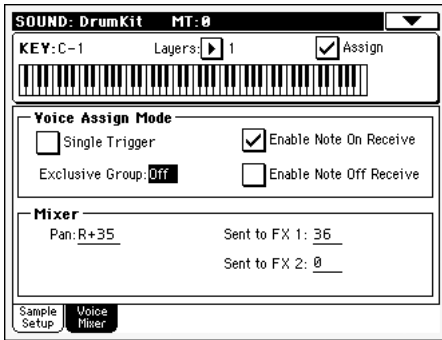 SOUND: DrumKit MT:0
KEY:C-1 Layers: 1 Assign
Voice Assign Mode
Single Trigger Enable Note On Receive
Exclusive Group:Off Enable Note Off Receive
Mixer
Pan:R+35 Sent to FX 1: 36
Sent to FX 2: 0
Sample Setup Voice Mixer